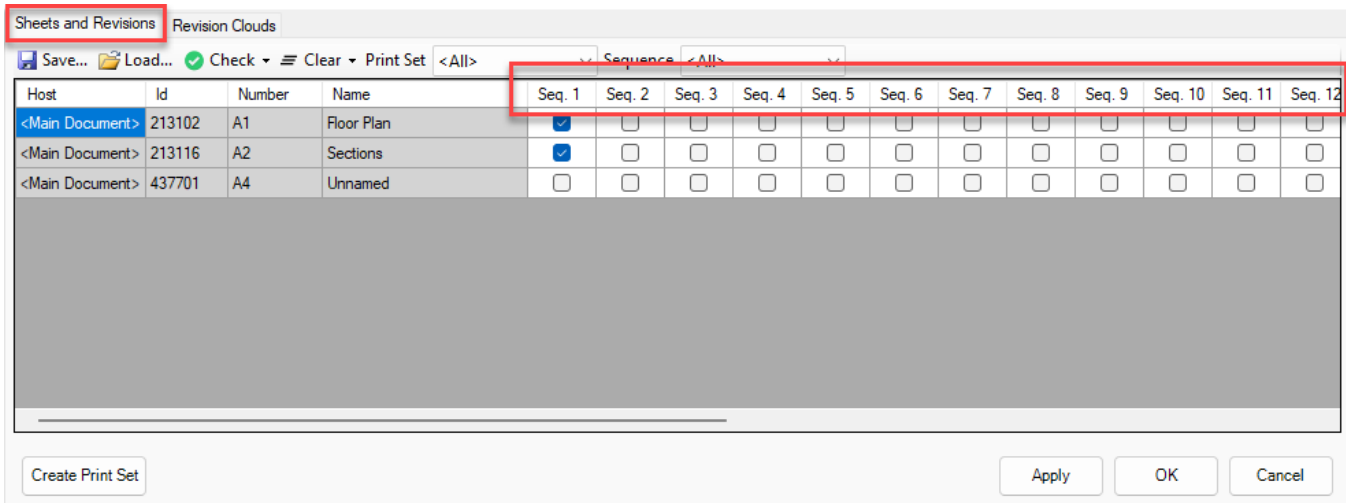 Sheets and Revisions Revision Clouds
Save... Load... Check Clear Print Set <All> Sequence <All>
Host Id Number Name Seq. 1 Seq. 2 Seq. 3 Seq. 4 Seq. 5 Seq. 6 Seq. 7 Seq. 8 Seq. 9 Seq. 10 Seq. 11 Seq. 12
<Main Document> 213102 A1 Floor Plan
<Main Document> 213116 A2 Sections
<Main Document> 437701 A4 Unnamed
Create Print Set Apply OK Cancel